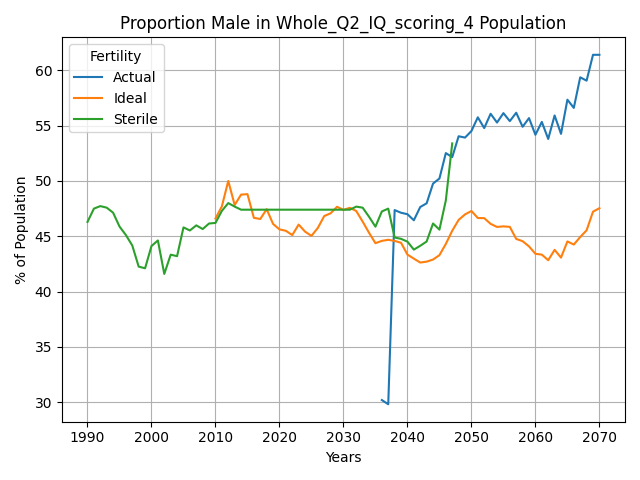 Proportion Male in Whole_Q2_IQ_scoring_4 Population
Fertility
Actual
Ideal
Sterile
60
55
50
45
40
35
30
% of Population
1990 2000 2010 2020 2030 2040 2050 2060 2070
Years